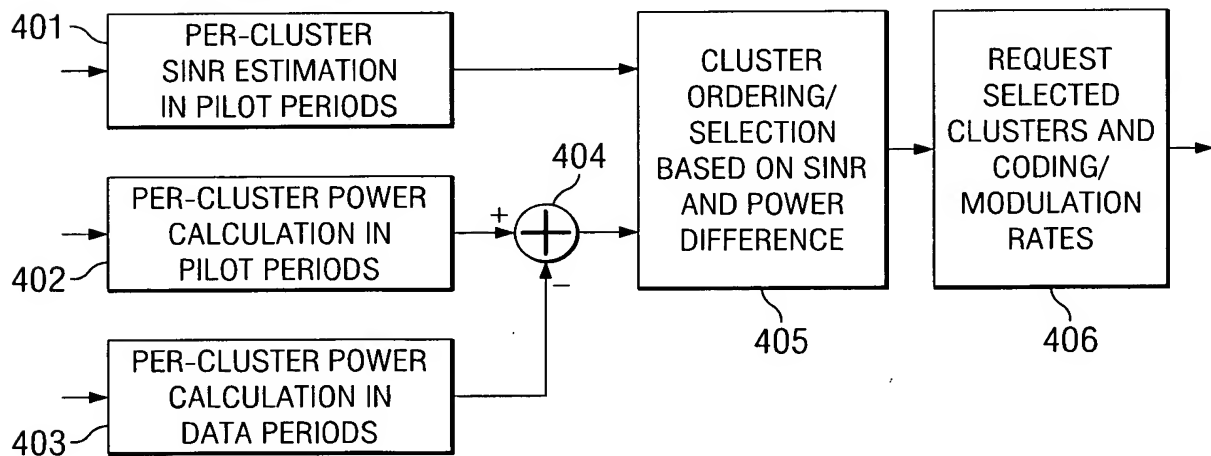 401
PER-CLUSTER
SINR ESTIMATION
IN PILOT PERIODS
402
PER-CLUSTER POWER
CALCULATION IN
PILOT PERIODS
403
PER-CLUSTER POWER
CALCULATION IN
DATA PERIODS
404
+
+
−
CLUSTER
ORDERING/
SELECTION
BASED ON SINR
AND POWER
DIFFERENCE
405
REQUEST
SELECTED
CLUSTERS AND
CODING/
MODULATION
RATES
406